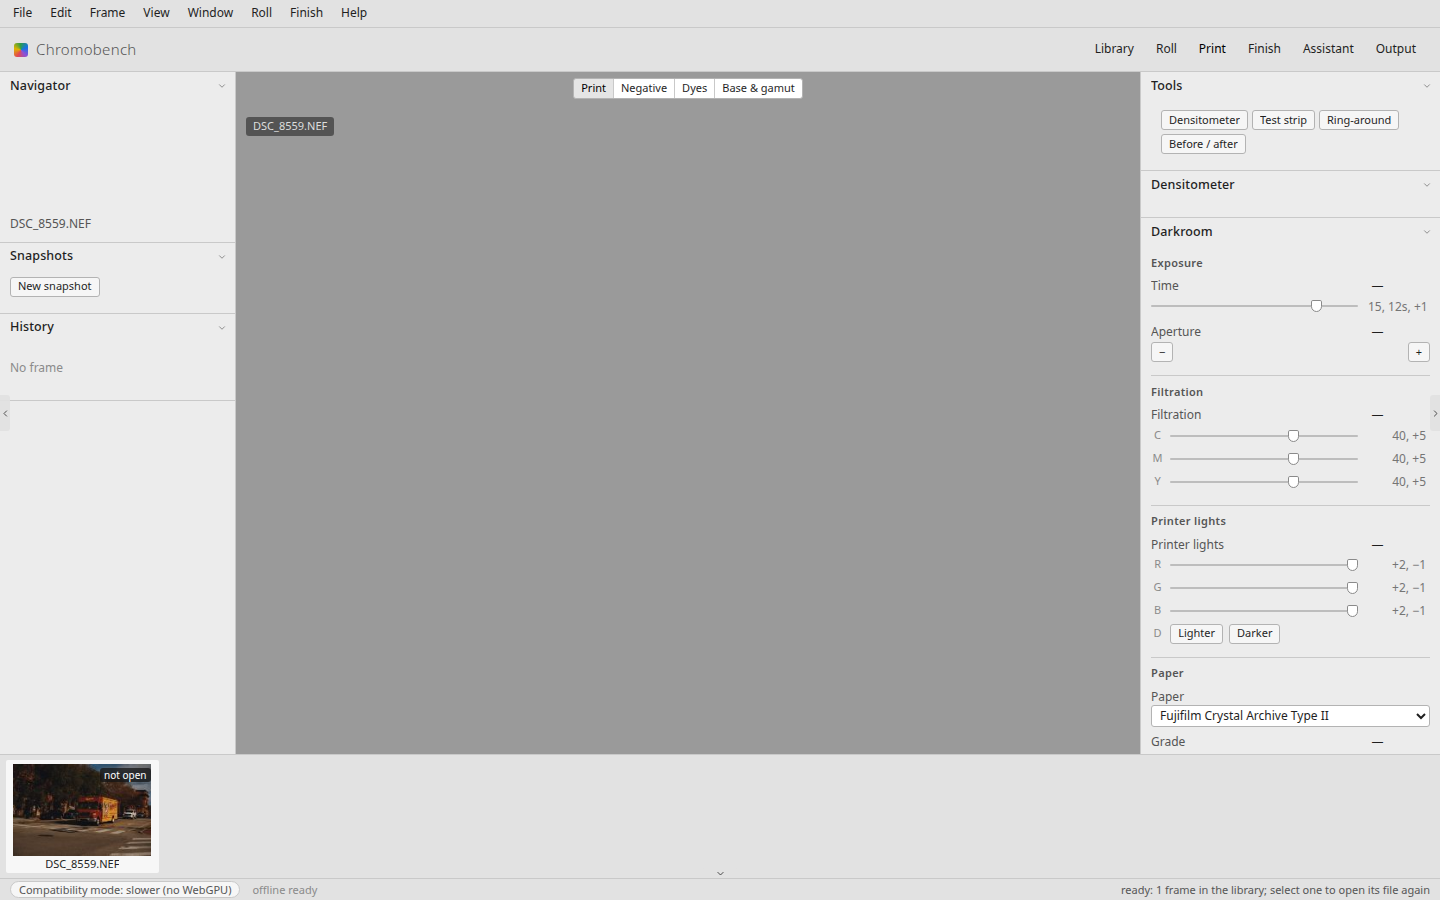 File Edit Frame View Window Roll Finish Help
Chromobench
Library Roll Print Finish Assistant Output
Navigator
DSC_8559.NEF
Snapshots
New snapshot
History
No frame
Print Negative Dyes Base & gamut
DSC_8559.NEF
Tools
Densitometer Test strip Ring-around
Before / after
Densitometer
Darkroom
Exposure
Time —
15, 12s, +1
Aperture —
− +
Filtration
Filtration —
C 40, +5
M 40, +5
Y 40, +5
Printer lights
Printer lights —
R +2, −1
G +2, −1
B +2, −1
D Lighter Darker
Paper
Paper
Fujifilm Crystal Archive Type II
Grade —
not open
DSC_8559.NEF
Compatibility mode: slower (no WebGPU) offline ready
ready: 1 frame in the library; select one to open its file again